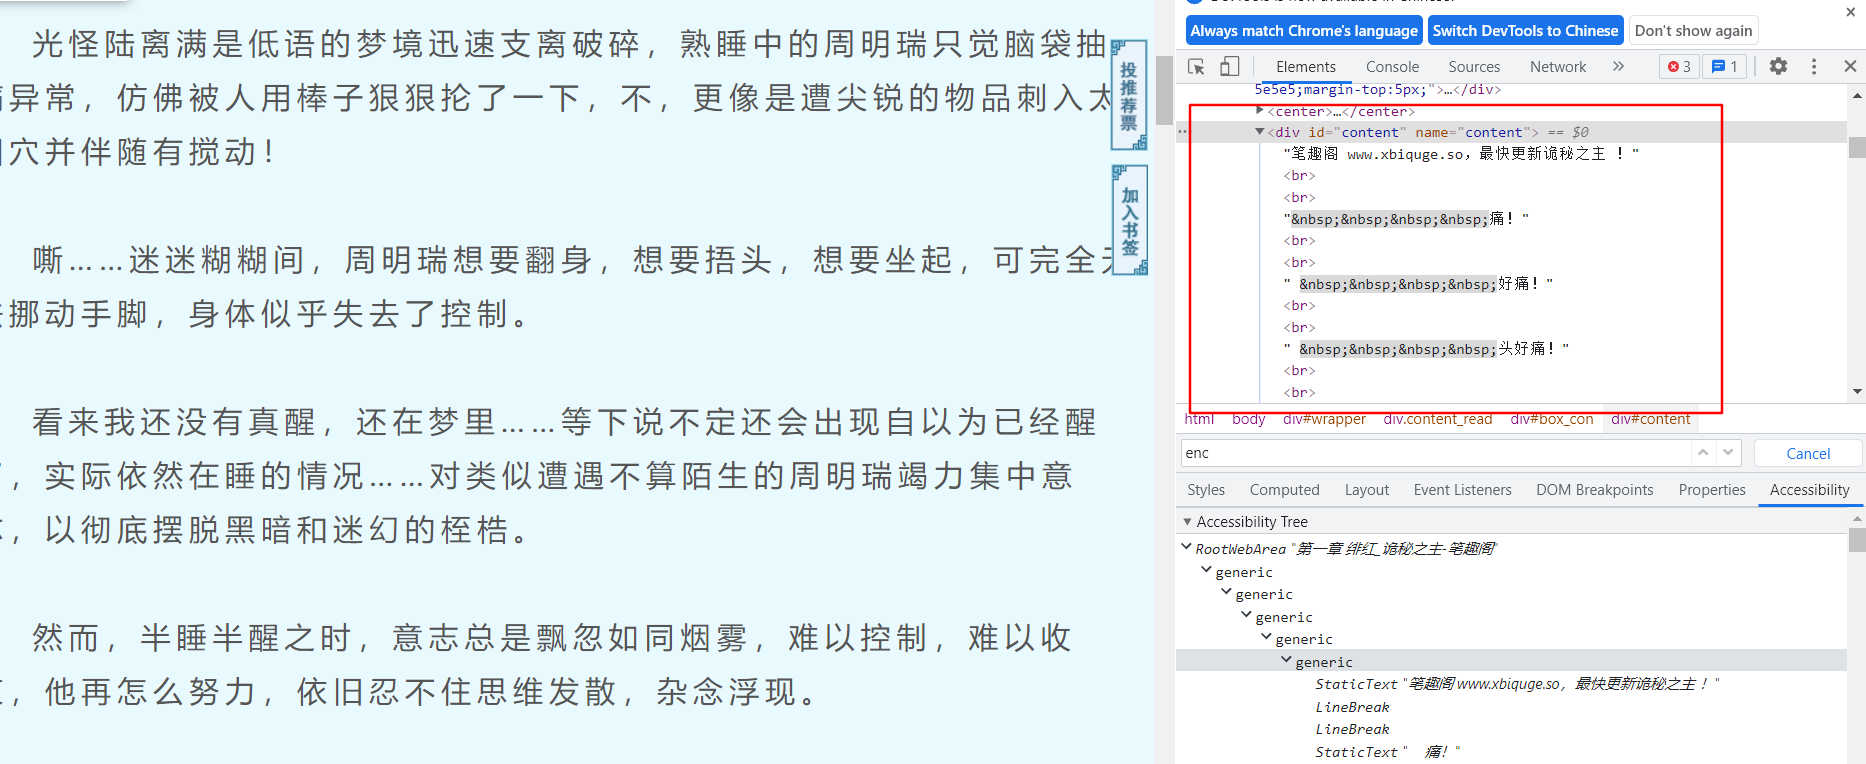 光怪陆离满是低语的梦境迅速支离破碎，熟睡中的周明瑞只觉脑袋抽
异常，仿佛被人用棒子狠狠抡了一下，不，更像是遭尖锐的物品刺入太
穴并伴随有搅动！
嘶……迷迷糊糊间，周明瑞想要翻身，想要捂头，想要坐起，可完全无
挪动手脚，身体似乎失去了控制。
看来我还没有真醒，还在梦里……等下说不定还会出现自以为已经醒
，实际依然在睡的情况……对类似遭遇不算陌生的周明瑞竭力集中意
，以彻底摆脱黑暗和迷幻的桎梏。
然而，半睡半醒之时，意志总是飘忽如同烟雾，难以控制，难以收
，他再怎么努力，依旧忍不住思维发散，杂念浮现。
投推荐票
加入书签
DevTools is now available in Chinese!
Always match Chrome's language Switch DevTools to Chinese Don't show again
Elements Console Sources Network » 3 1
5e5e5;margin-top:5px;">…</div>
<center>…</center>
… <div id="content" name="content"> == $0
"笔趣阁 www.xbiquge.so，最快更新诡秘之主 ！"
<br>
<br>
"&nbsp;&nbsp;&nbsp;&nbsp;痛！"
<br>
<br>
" &nbsp;&nbsp;&nbsp;&nbsp;好痛！"
<br>
<br>
" &nbsp;&nbsp;&nbsp;&nbsp;头好痛！"
<br>
<br>
html body div#wrapper div.content_read div#box_con div#content
enc Cancel
Styles Computed Layout Event Listeners DOM Breakpoints Properties Accessibility
Accessibility Tree
RootWebArea "第一章 绯红_诡秘之主-笔趣阁"
generic
generic
generic
generic
generic
StaticText "笔趣阁 www.xbiquge.so，最快更新诡秘之主！"
LineBreak
LineBreak
StaticText "    痛！"